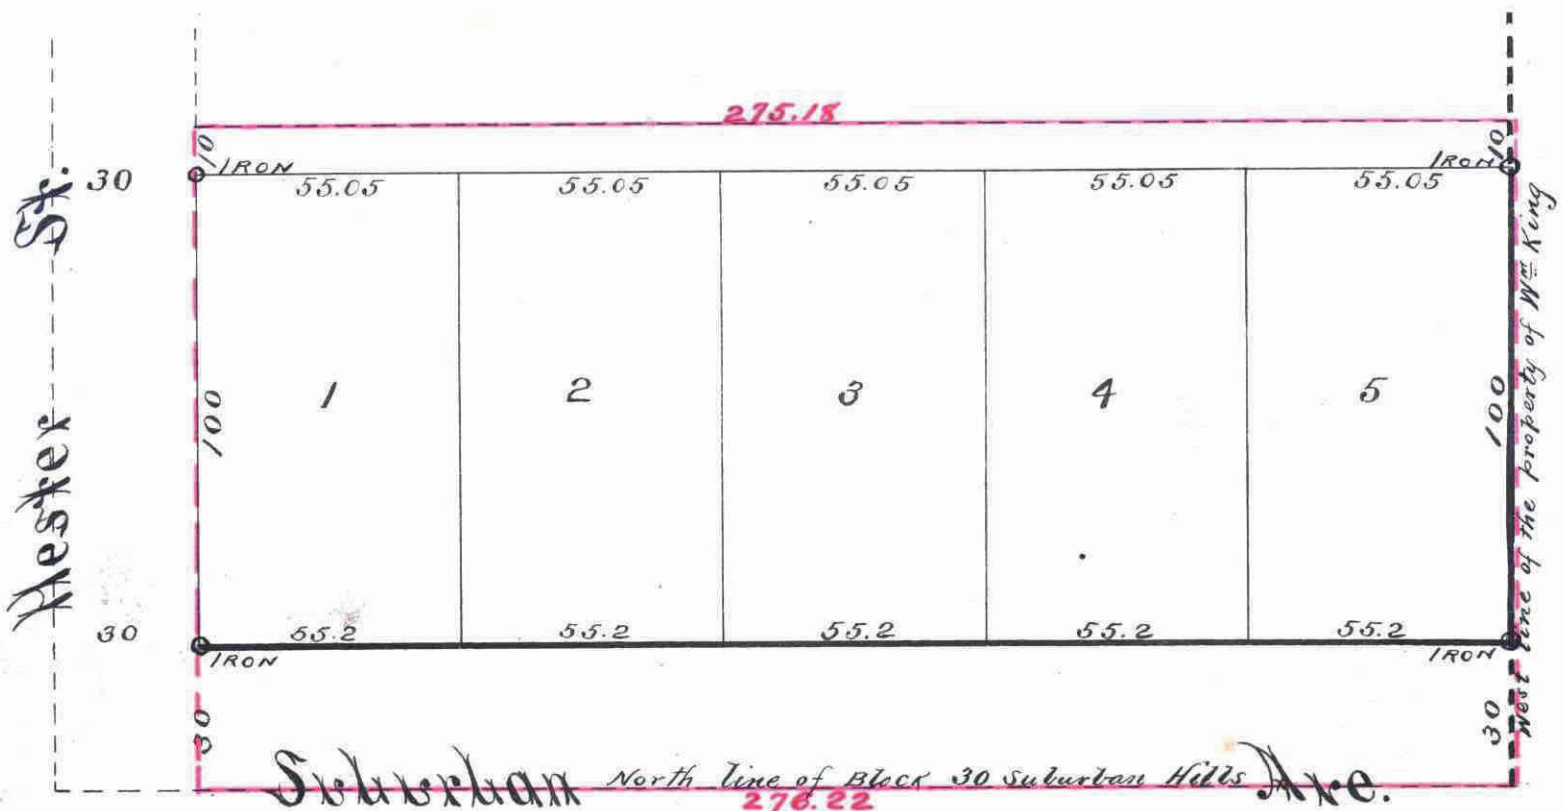 275.18
10 10
IRON IRON
30 55.05 55.05 55.05 55.05 55.05
Hester St.
100 1 2 3 4 5 100
West line of the property of Wm King
30 55.2 55.2 55.2 55.2 55.2
IRON IRON
30 30
Suburban Ave.
North line of Block 30 Suburban Hills
276.22